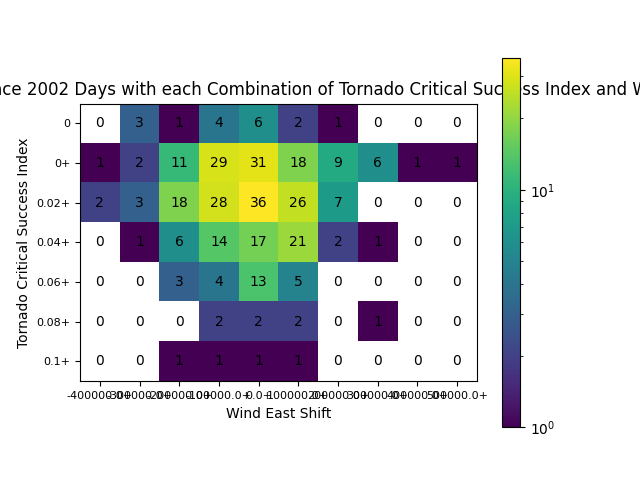 nce 2002 Days with each Combination of Tornado Critical Success Index and W
Tornado Critical Success Index
0 0 3 1 4 6 2 1 0 0 0
0+ 1 2 11 29 31 18 9 6 1 1
0.02+ 2 3 18 28 36 26 7 0 0 0
0.04+ 0 1 6 14 17 21 2 1 0 0
0.06+ 0 0 3 4 13 5 0 0 0 0
0.08+ 0 0 0 2 2 2 0 1 0 0
0.1+ 0 0 1 1 1 1 0 0 0 0
0.0+
Wind East Shift
10¹
10⁰